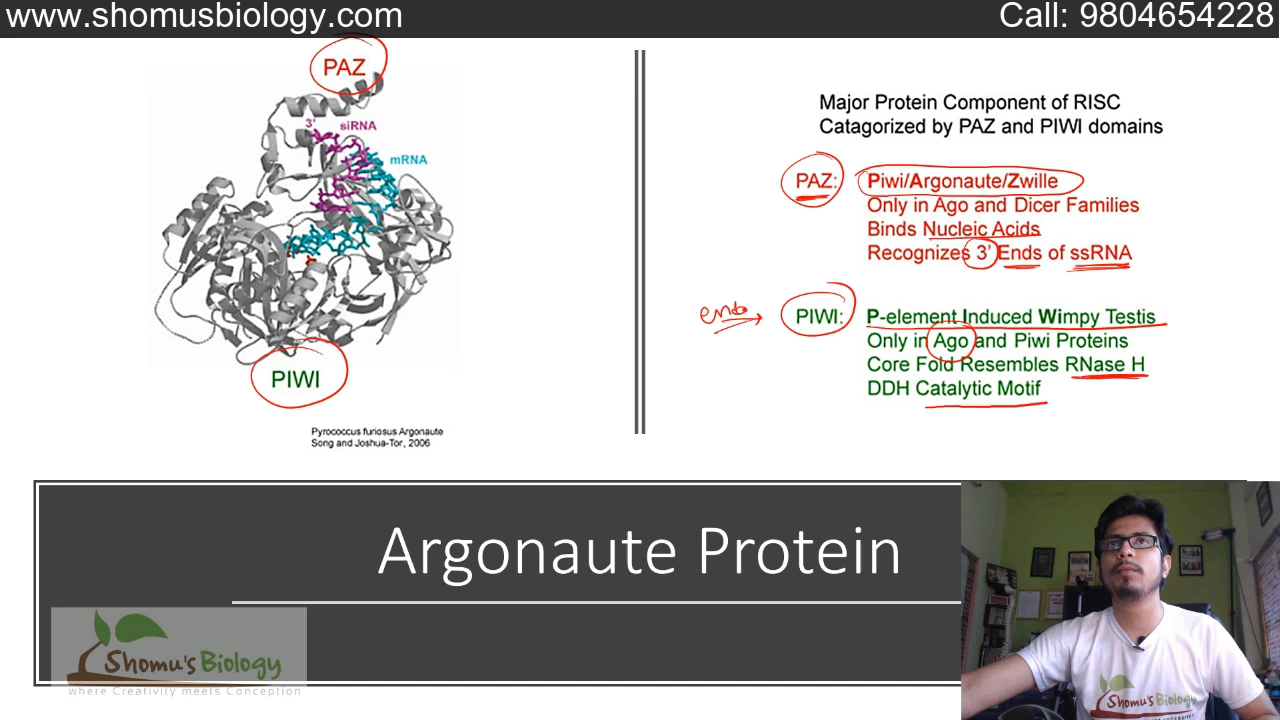 www.shomusbiology.com
Call: 9804654228
PAZ
3'
siRNA
mRNA
PIWI
Pyrococcus furiosus Argonaute
Song and Joshua-Tor, 2006
Major Protein Component of RISC
Catagorized by PAZ and PIWI domains
PAZ: Piwi/Argonaute/Zwille
Only in Ago and Dicer Families
Binds Nucleic Acids
Recognizes 3' Ends of ssRNA
endo
PIWI: P-element Induced Wimpy Testis
Only in Ago and Piwi Proteins
Core Fold Resembles RNase H
DDH Catalytic Motif
Argonaute Protein
Shomu's Biology
where Creativity meets Conception
Shomu's Biology